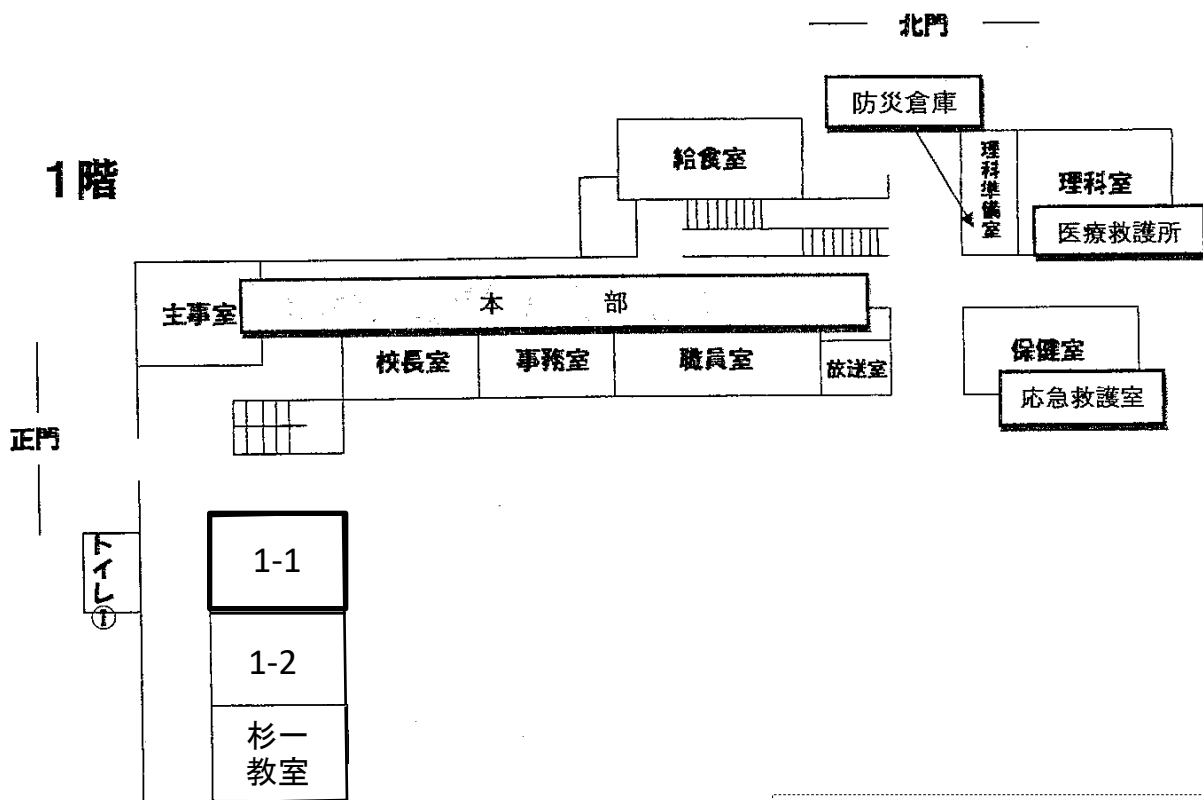 北門
防災倉庫
1階
給食室
理科準備室
理科室
医療救護所
主事室
本 部
校長室
事務室
職員室
放送室
保健室
応急救護室
正門
トイレ
1-1
1-2
杉一
教室